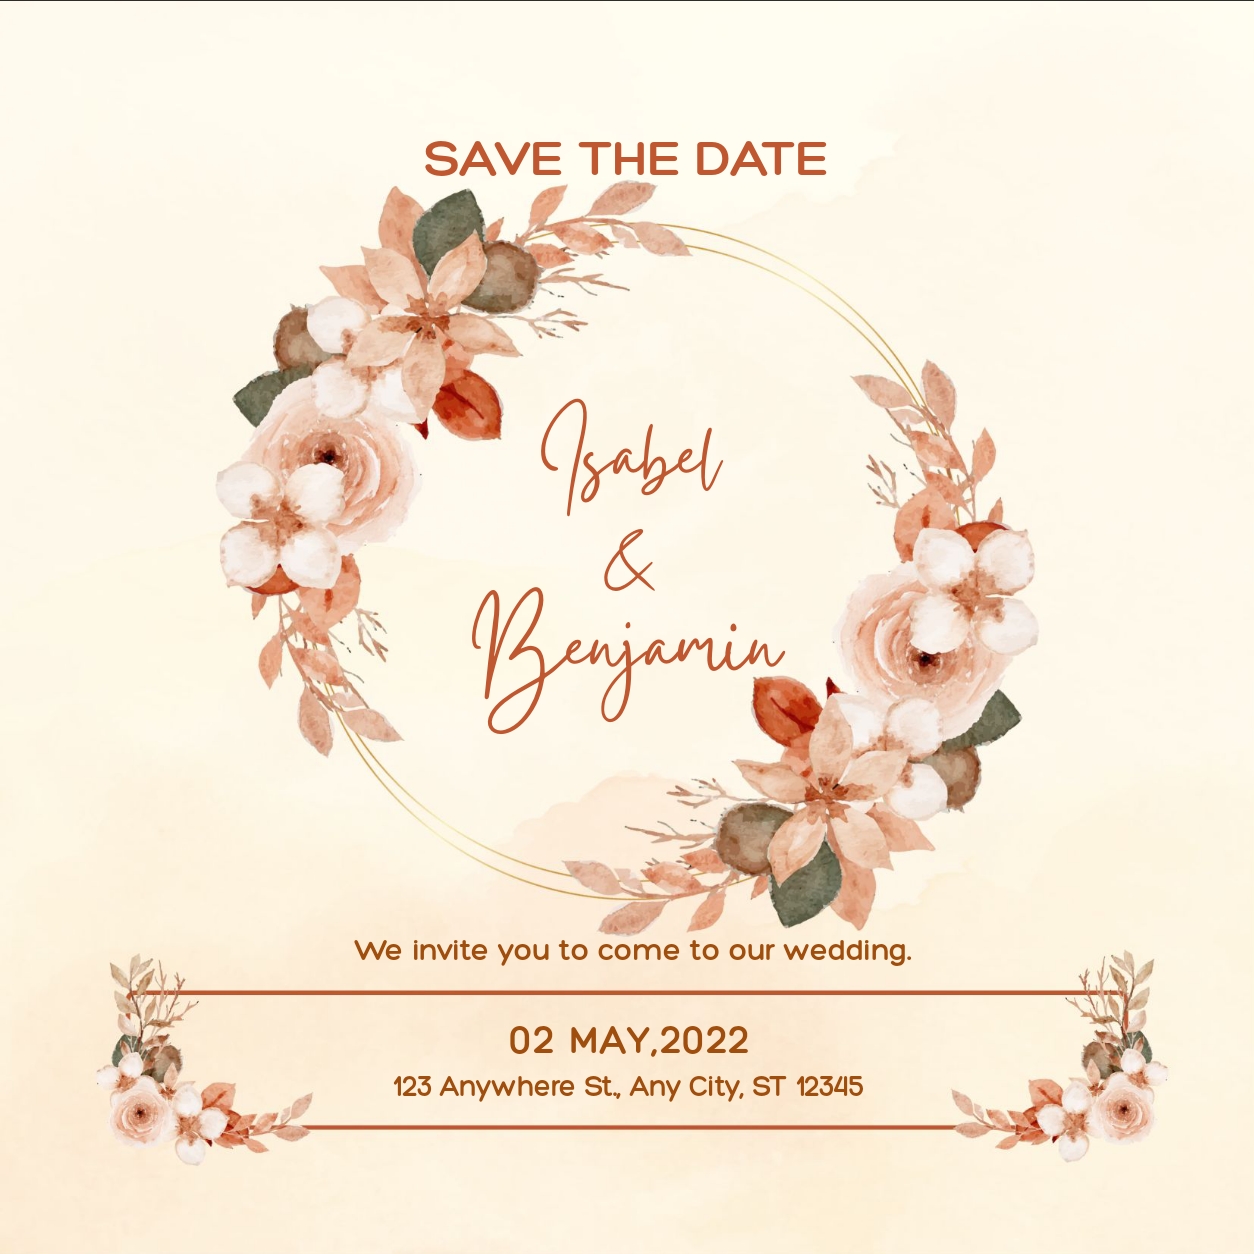 SAVE THE DATE
Isabel
&
Benjamin
We invite you to come to our wedding.
02 MAY,2022
123 Anywhere St., Any City, ST 12345